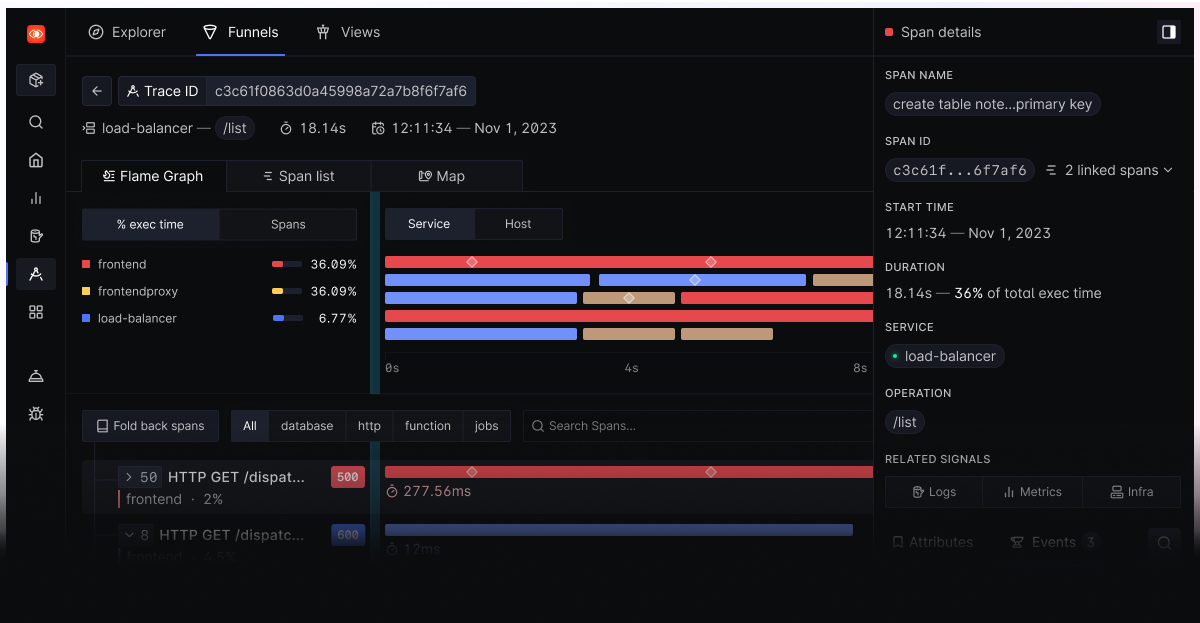 Explorer
Funnels
Views
Trace ID c3c61f0863d0a45998a72a7b8f6f7af6
load-balancer — /list 18.14s 12:11:34 — Nov 1, 2023
Flame Graph
Span list
Map
% exec time
Spans
frontend 36.09%
frontendproxy 36.09%
load-balancer 6.77%
Service
Host
0s 4s 8s
Fold back spans
All
database
http
function
jobs
Search Spans...
50 HTTP GET /dispat... 500
frontend · 2%
277.56ms
8 HTTP GET /dispatc... 600
frontend · 4.5%
12ms
Span details
SPAN NAME
create table note...primary key
SPAN ID
c3c61f...6f7af6 2 linked spans
START TIME
12:11:34 — Nov 1, 2023
DURATION
18.14s — 36% of total exec time
SERVICE
load-balancer
OPERATION
/list
RELATED SIGNALS
Logs
Metrics
Infra
Attributes
Events 3